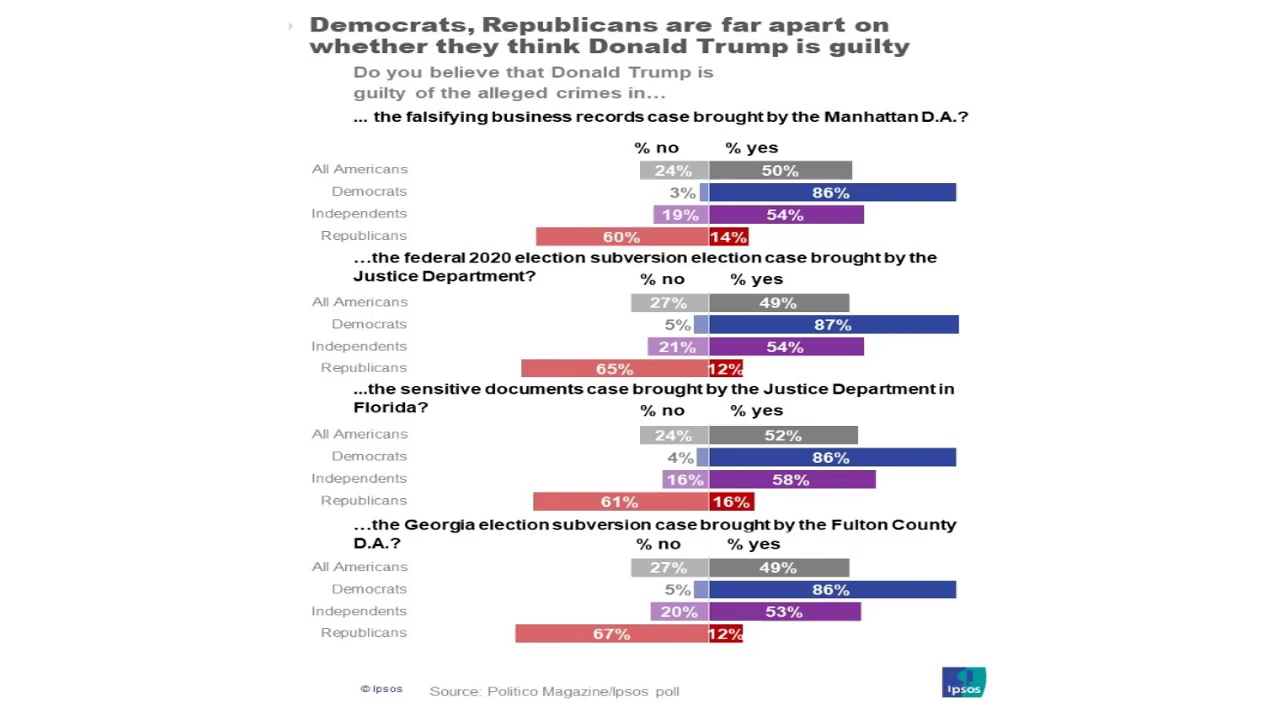 Democrats, Republicans are far apart on
whether they think Donald Trump is guilty
Do you believe that Donald Trump is
guilty of the alleged crimes in…
... the falsifying business records case brought by the Manhattan D.A.?
% no % yes
All Americans 24% 50%
Democrats 3% 86%
Independents 19% 54%
Republicans 60% 14%
…the federal 2020 election subversion election case brought by the
Justice Department?
% no % yes
All Americans 27% 49%
Democrats 5% 87%
Independents 21% 54%
Republicans 65% 12%
...the sensitive documents case brought by the Justice Department in
Florida?
% no % yes
All Americans 24% 52%
Democrats 4% 86%
Independents 16% 58%
Republicans 61% 16%
…the Georgia election subversion case brought by the Fulton County
D.A.?
% no % yes
All Americans 27% 49%
Democrats 5% 86%
Independents 20% 53%
Republicans 67% 12%
© Ipsos
Source: Politico Magazine/Ipsos poll
Ipsos